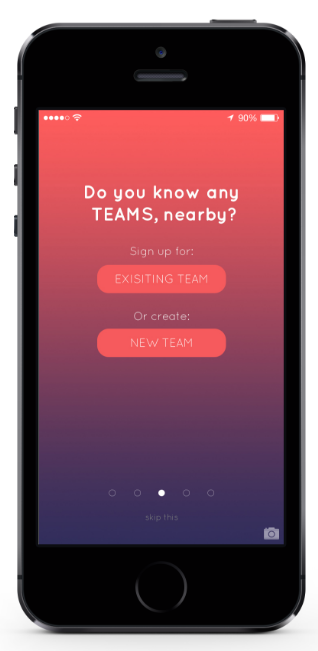 90%
Do you know any
TEAMS, nearby?
Sign up for:
EXISITING TEAM
Or create:
NEW TEAM
skip this